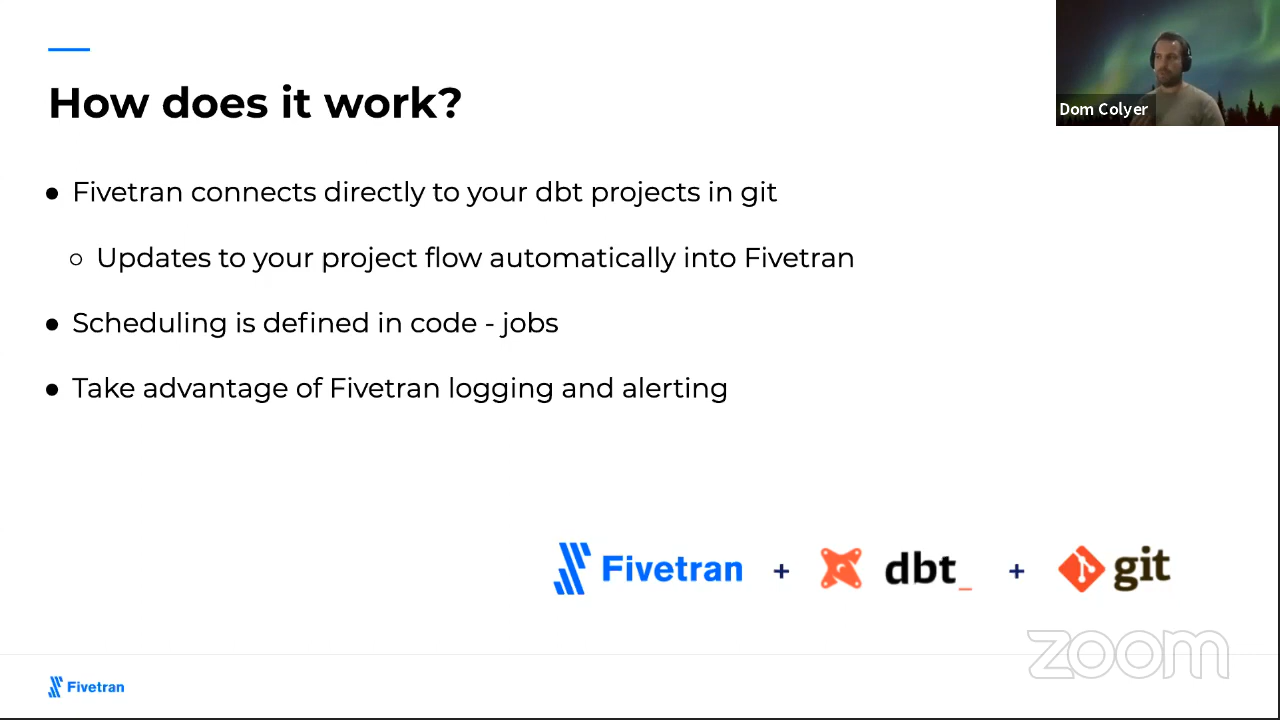 Dom Colyer
How does it work?
● Fivetran connects directly to your dbt projects in git
○ Updates to your project flow automatically into Fivetran
● Scheduling is defined in code - jobs
● Take advantage of Fivetran logging and alerting
Fivetran + dbt_ + git
zoom
Fivetran